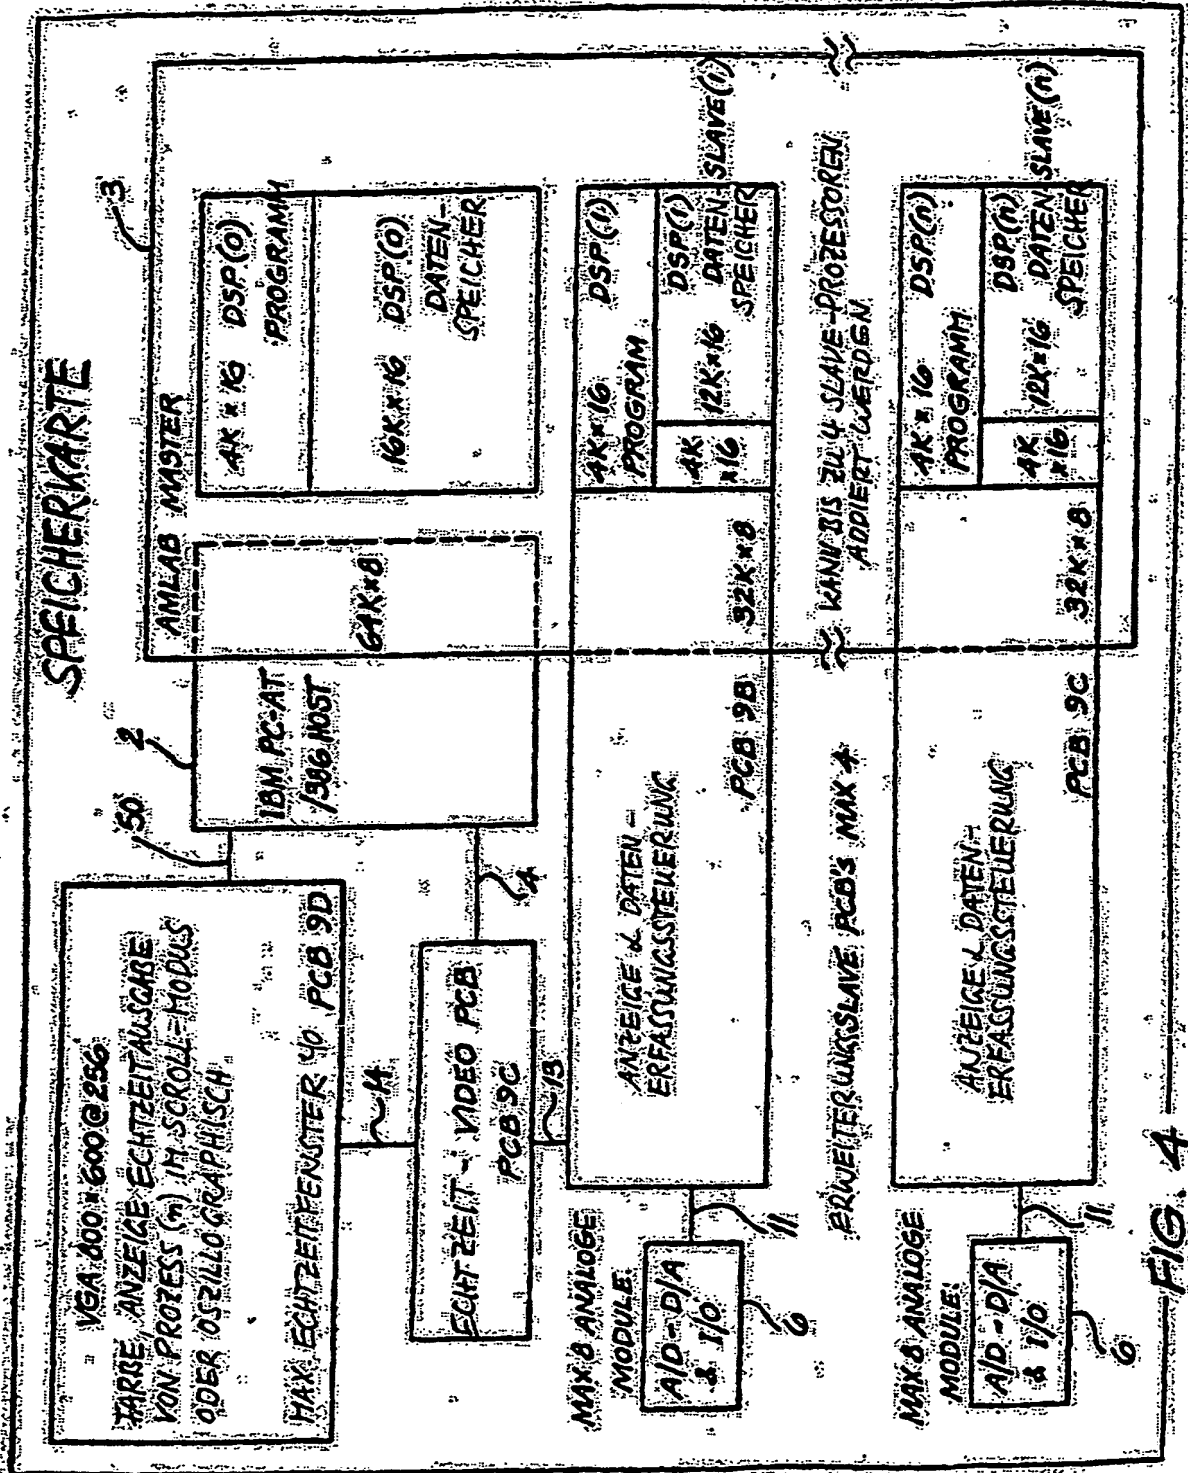 SPEICHERKARTE
3
AMLAB MASTER
2
50
VGA 800×600@256
FARBE, ANZEIGE ECHTZEITAUSGABE
VON PROZESS (n) IM SCROLL-MODUS
ODER OSZILLOGRAPHISCH
MAX ECHTZEITFENSTER 40 PCB 9D
IBM PC-AT
/386 HOST
64K×8
4K × 16 DSP(0)
PROGRAMM
16K×16 DSP(0)
DATEN-
SPEICHER
14
4
ECHTZEIT - VIDEO PCB
PCB 9C
13
MAX 8 ANALOGE
MODULE
A/D-D/A
& I/O
6
11
ANZEIGE & DATEN-
ERFASSUNGSSTEUERUNG
PCB 9B
32K×8
4K×16 DSP(1)
PROGRAM
4K
×16
12K×16
DSP(1)
DATEN-
SPEICHER
SLAVE(1)
ERWEITERUNGSSLAVE PCB'S MAX 4
KANN BIS ZU 4 SLAVE-PROZESSOREN
ADDIERT WERDGN
MAX 8 ANALOGE
MODULE
A/D-D/A
& I/O
6
11
ANZEIGE & DATEN-
ERFASSUNGSSTEUERUNG
PCB 9C
32K×8
4K × 16 DSP(n)
PROGRAMM
4K
×16
12K×16
DSP(n)
DATEN-
SPEICHER
SLAVE(n)
FIG. 4